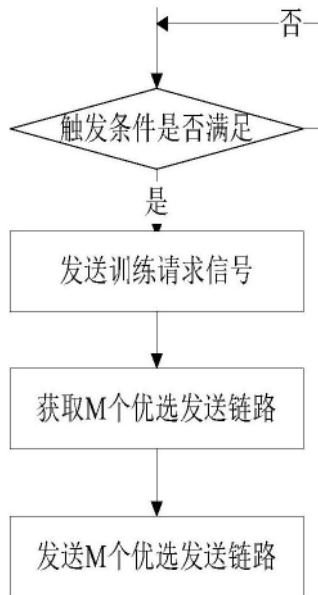 否
触发条件是否满足
是
发送训练请求信号
获取M个优选发送链路
发送M个优选发送链路